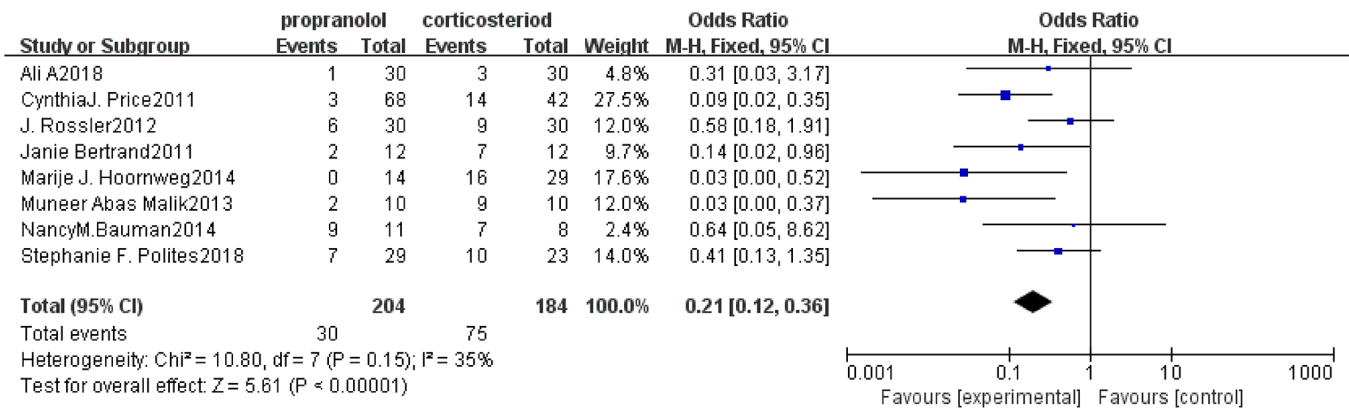 propranolol corticosteriod Odds Ratio Odds Ratio
Study or Subgroup Events Total Events Total Weight M-H, Fixed, 95% CI M-H, Fixed, 95% CI
Ali A2018 1 30 3 30 4.8% 0.31 [0.03, 3.17]
CynthiaJ. Price2011 3 68 14 42 27.5% 0.09 [0.02, 0.35]
J. Rossler2012 6 30 9 30 12.0% 0.58 [0.18, 1.91]
Janie Bertrand2011 2 12 7 12 9.7% 0.14 [0.02, 0.96]
Marije J. Hoornweg2014 0 14 16 29 17.6% 0.03 [0.00, 0.52]
Muneer Abas Malik2013 2 10 9 10 12.0% 0.03 [0.00, 0.37]
NancyM.Bauman2014 9 11 7 8 2.4% 0.64 [0.05, 8.62]
Stephanie F. Polites2018 7 29 10 23 14.0% 0.41 [0.13, 1.35]
Total (95% CI) 204 184 100.0% 0.21 [0.12, 0.36]
Total events 30 75
Heterogeneity: Chi² = 10.80, df = 7 (P = 0.15); I² = 35%
Test for overall effect: Z = 5.61 (P < 0.00001)
0.001 0.1 1 10 1000
Favours [experimental] Favours [control]